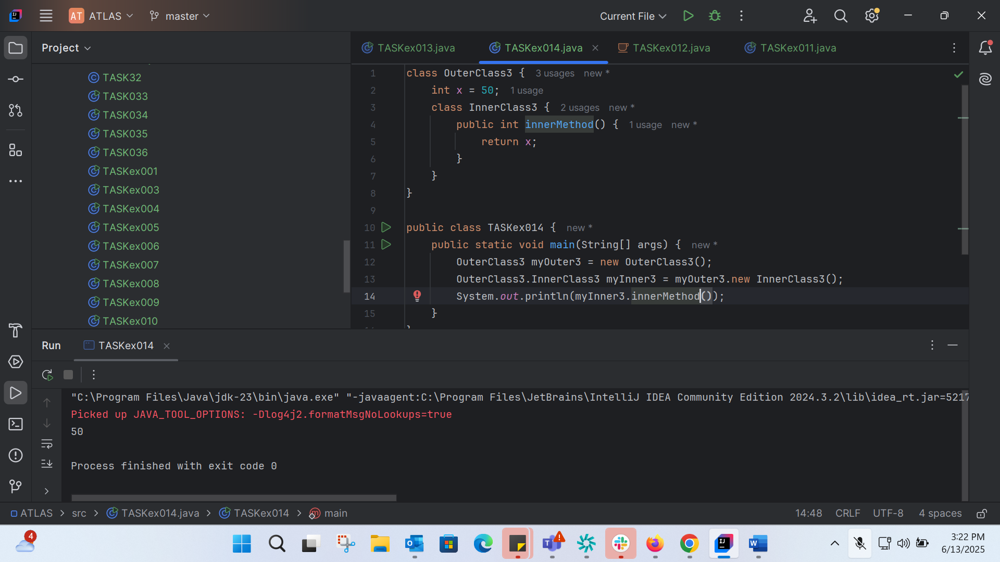 AT ATLAS master Current File
Project
TASKex013.java TASKex014.java TASKex012.java TASKex011.java
TASK32
TASK033
TASK034
TASK035
TASK036
TASKex001
TASKex003
TASKex004
TASKex005
TASKex006
TASKex007
TASKex008
TASKex009
TASKex010
1 class OuterClass3 { 3 usages new *
2 int x = 50; 1 usage
3 class InnerClass3 { 2 usages new *
4 public int innerMethod() { 1 usage new *
5 return x;
6 }
7 }
8 }
9
10 public class TASKex014 { new *
11 public static void main(String[] args) { new *
12 OuterClass3 myOuter3 = new OuterClass3();
13 OuterClass3.InnerClass3 myInner3 = myOuter3.new InnerClass3();
14 System.out.println(myInner3.innerMethod());
15 }
Run TASKex014
"C:\Program Files\Java\jdk-23\bin\java.exe" "-javaagent:C:\Program Files\JetBrains\IntelliJ IDEA Community Edition 2024.3.2\lib\idea_rt.jar=5217
Picked up JAVA_TOOL_OPTIONS: -Dlog4j2.formatMsgNoLookups=true
50
Process finished with exit code 0
ATLAS > src > TASKex014.java > TASKex014 > main 14:48 CRLF UTF-8 4 spaces
4
3:22 PM
6/13/2025